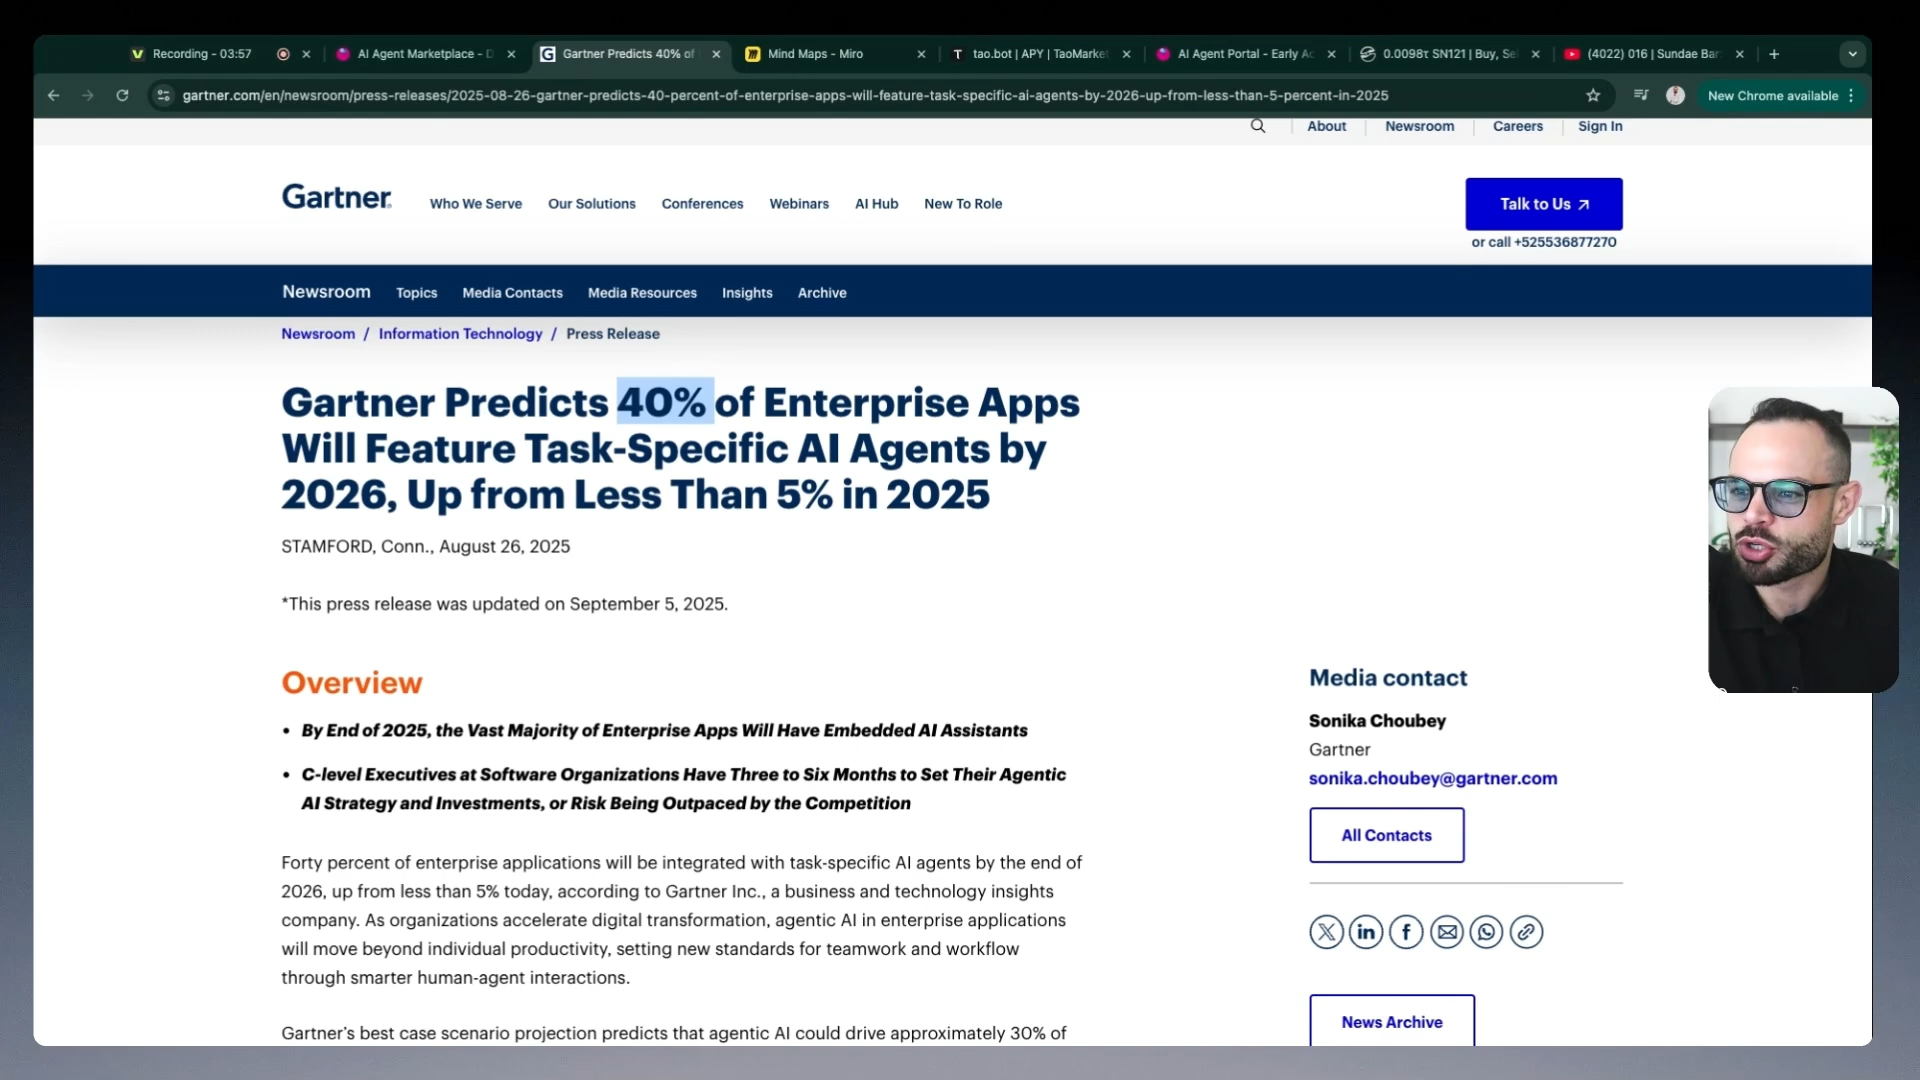 Recording - 03:57
AI Agent Marketplace - D
Gartner Predicts 40% of
Mind Maps - Miro
tao.bot | APY | TaoMarket
AI Agent Portal - Early Ac
0.0098τ SN121 | Buy, Se
(4022) 016 | Sundae Bar
gartner.com/en/newsroom/press-releases/2025-08-26-gartner-predicts-40-percent-of-enterprise-apps-will-feature-task-specific-ai-agents-by-2026-up-from-less-than-5-percent-in-2025
New Chrome available
About
Newsroom
Careers
Sign In
Gartner
Who We Serve
Our Solutions
Conferences
Webinars
AI Hub
New To Role
Talk to Us
or call +525536877270
Newsroom
Topics
Media Contacts
Media Resources
Insights
Archive
Newsroom / Information Technology / Press Release
Gartner Predicts 40% of Enterprise Apps
Will Feature Task-Specific AI Agents by
2026, Up from Less Than 5% in 2025
STAMFORD, Conn., August 26, 2025
*This press release was updated on September 5, 2025.
Overview
• By End of 2025, the Vast Majority of Enterprise Apps Will Have Embedded AI Assistants
• C-level Executives at Software Organizations Have Three to Six Months to Set Their Agentic
AI Strategy and Investments, or Risk Being Outpaced by the Competition
Forty percent of enterprise applications will be integrated with task-specific AI agents by the end of
2026, up from less than 5% today, according to Gartner Inc., a business and technology insights
company. As organizations accelerate digital transformation, agentic AI in enterprise applications
will move beyond individual productivity, setting new standards for teamwork and workflow
through smarter human-agent interactions.
Gartner's best case scenario projection predicts that agentic AI could drive approximately 30% of
Media contact
Sonika Choubey
Gartner
sonika.choubey@gartner.com
All Contacts
News Archive